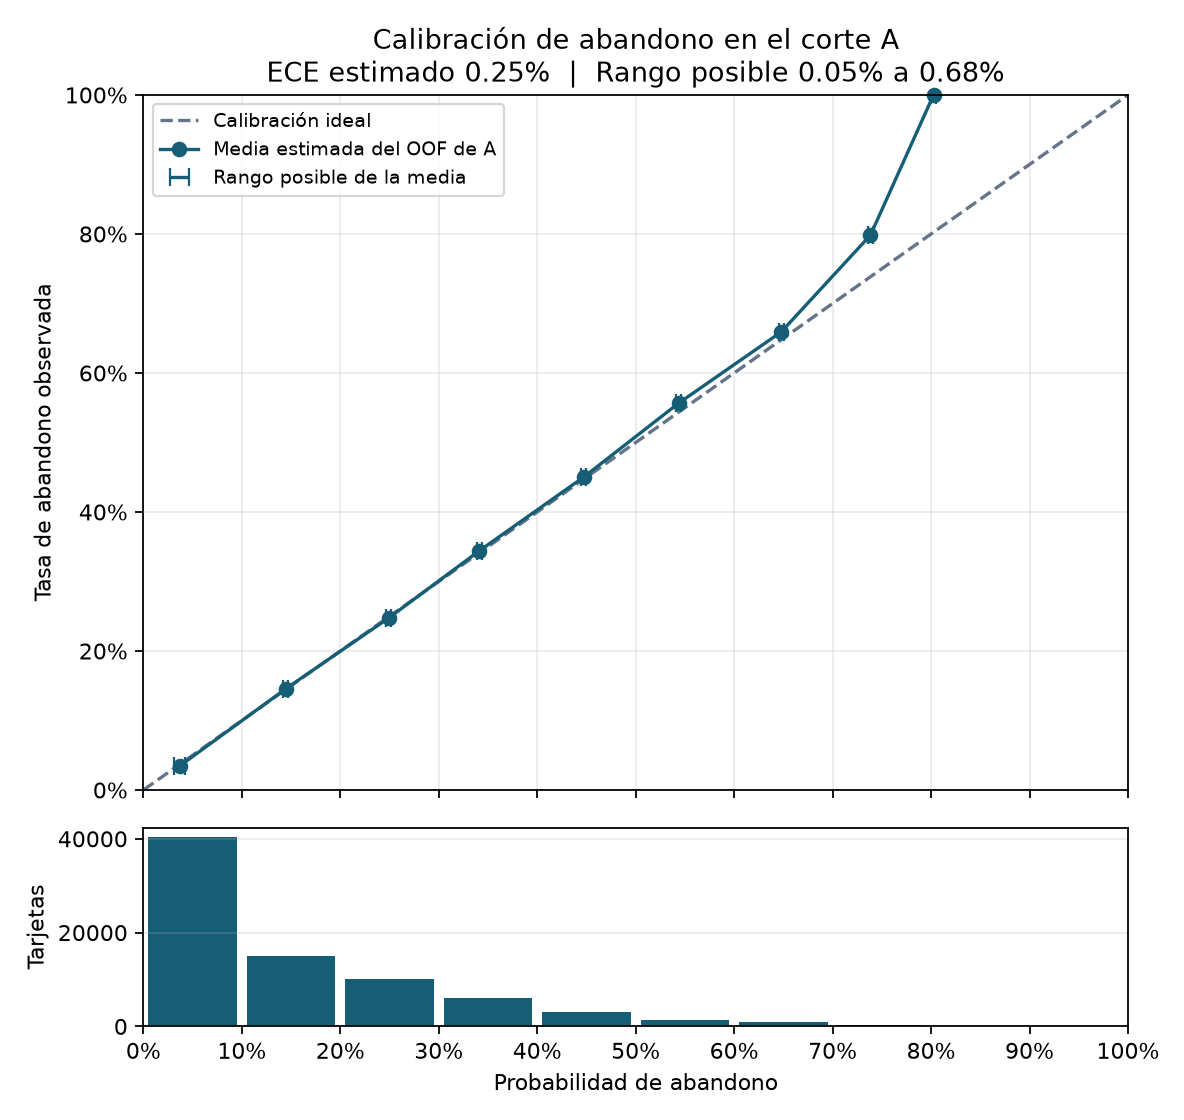 Calibración de abandono en el corte A
ECE estimado 0.25% | Rango posible 0.05% a 0.68%
Calibración ideal
Media estimada del OOF de A
Rango posible de la media
Tasa de abandono observada
100%
80%
60%
40%
20%
0%
Tarjetas
40000
20000
0
0% 10% 20% 30% 40% 50% 60% 70% 80% 90% 100%
Probabilidad de abandono